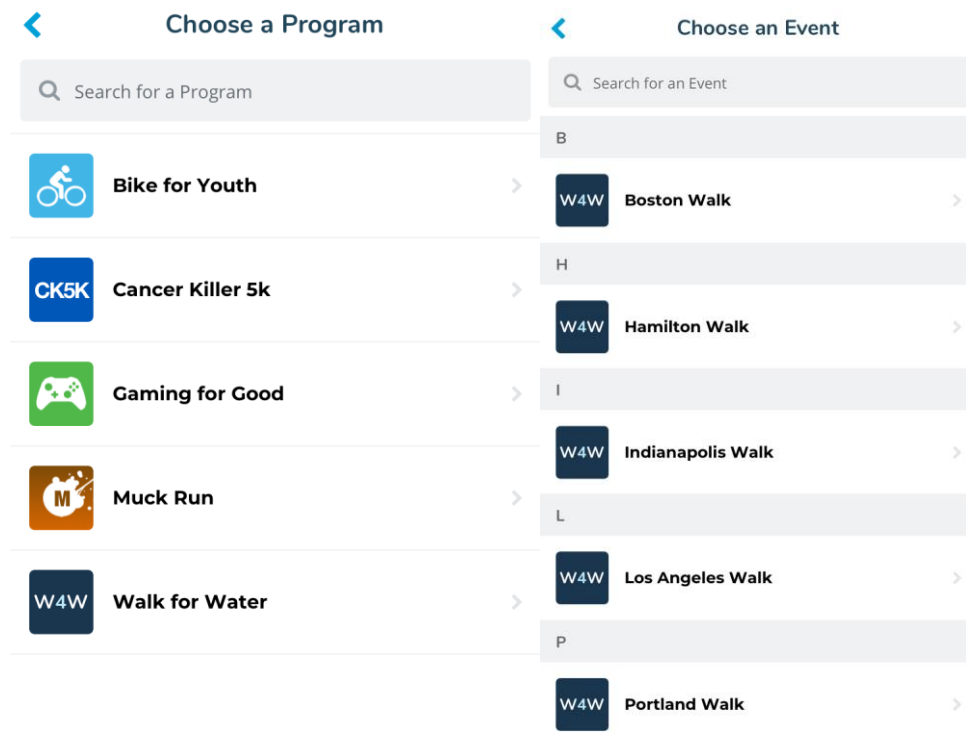 Choose a Program
Search for a Program
Bike for Youth
CK5K
Cancer Killer 5k
Gaming for Good
M
Muck Run
W4W
Walk for Water
Choose an Event
Search for an Event
B
W4W
Boston Walk
H
W4W
Hamilton Walk
I
W4W
Indianapolis Walk
L
W4W
Los Angeles Walk
P
W4W
Portland Walk